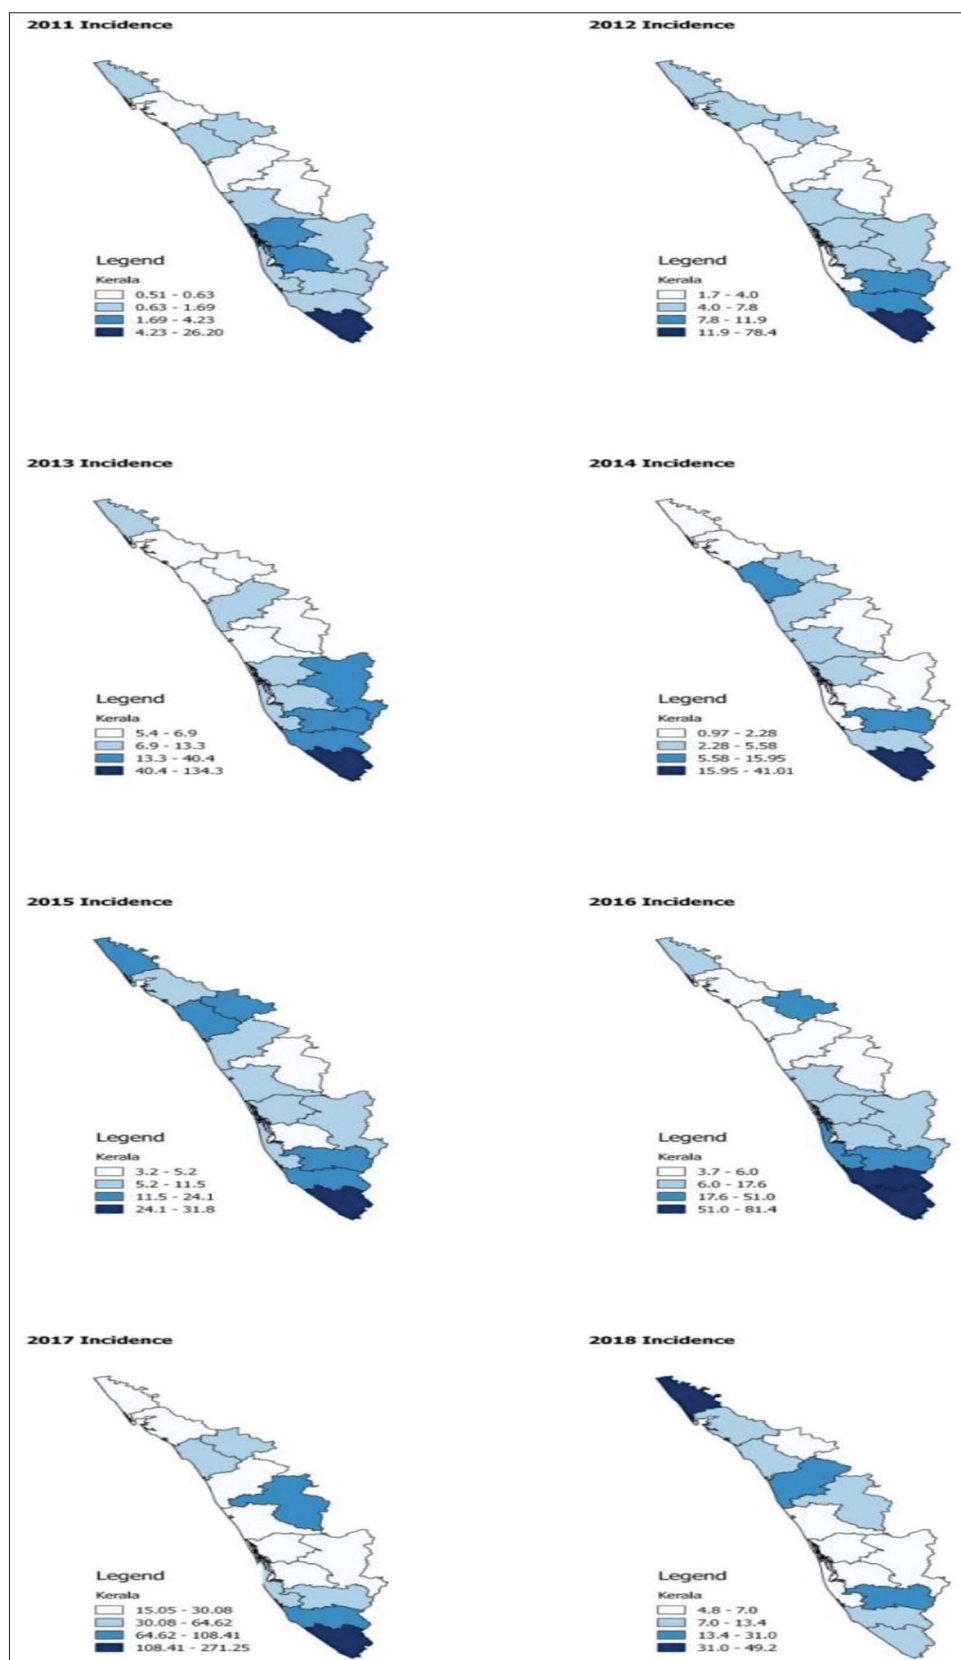 2011 Incidence
Legend
Kerala
0.51 - 0.63
0.63 - 1.69
1.69 - 4.23
4.23 - 26.20
2012 Incidence
Legend
Kerala
1.7 - 4.0
4.0 - 7.8
7.8 - 11.9
11.9 - 78.4
2013 Incidence
Legend
Kerala
5.4 - 6.9
6.9 - 13.3
13.3 - 40.4
40.4 - 134.3
2014 Incidence
Legend
Kerala
0.97 - 2.28
2.28 - 5.58
5.58 - 15.95
15.95 - 41.01
2015 Incidence
Legend
Kerala
3.2 - 5.2
5.2 - 11.5
11.5 - 24.1
24.1 - 31.8
2016 Incidence
Legend
Kerala
3.7 - 6.0
6.0 - 17.6
17.6 - 51.0
51.0 - 81.4
2017 Incidence
Legend
Kerala
15.05 - 30.08
30.08 - 64.62
64.62 - 108.41
108.41 - 271.25
2018 Incidence
Legend
Kerala
4.8 - 7.0
7.0 - 13.4
13.4 - 31.0
31.0 - 49.2